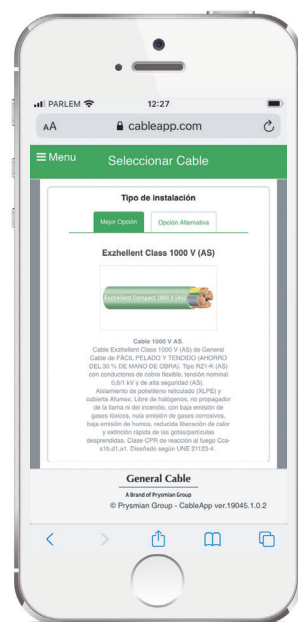 PARLEM 12:27
AA cableapp.com
Menu Seleccionar Cable
Tipo de instalación
Mejor Opción Opción Alternativa
Exzhellent Class 1000 V (AS)
Exzhellent Compact 1000 V (AS)
Cable 1000 V AS.
Cable Exzhellent Class 1000 V (AS) de General
Cable de FÁCIL PELADO Y TENDIDO (AHORRO
DEL 30 % DE MANO DE OBRA). Tipo RZ1-K (AS)
con conductores de cobre flexible, tensión nominal
0,6/1 kV y de alta seguridad (AS).
Aislamiento de polietileno reticulado (XLPE) y
cubierta Afumex. Libre de halógenos, no propagador
de la llama ni del incendio, con baja emisión de
gases tóxicos, nula emisión de gases corrosivos,
baja emisión de humos, reducida liberación de calor
y extinción rápida de las gotas/partículas
desprendidas. Clase CPR de reacción al fuego Cca-
s1b,d1,a1. Diseñado según UNE 21123-4.
General Cable
A Brand of Prysmian Group
© Prysmian Group - CableApp ver.19045.1.0.2